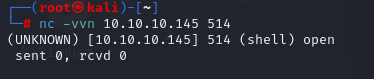 ┌──(root㉿kali)-[~]
└─# nc -vvn 10.10.10.145 514
(UNKNOWN) [10.10.10.145] 514 (shell) open
 sent 0, rcvd 0